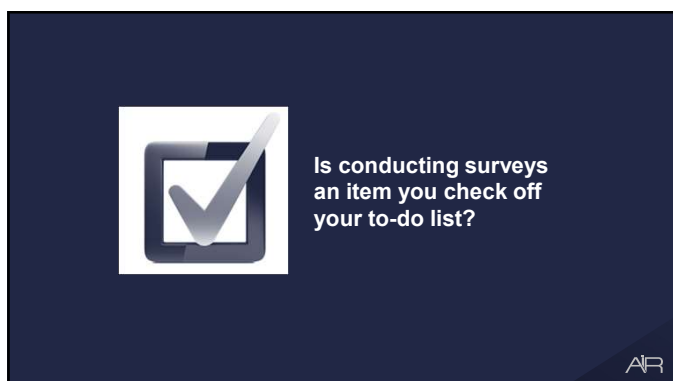 Is conducting surveys
an item you check off
your to-do list?
AIR